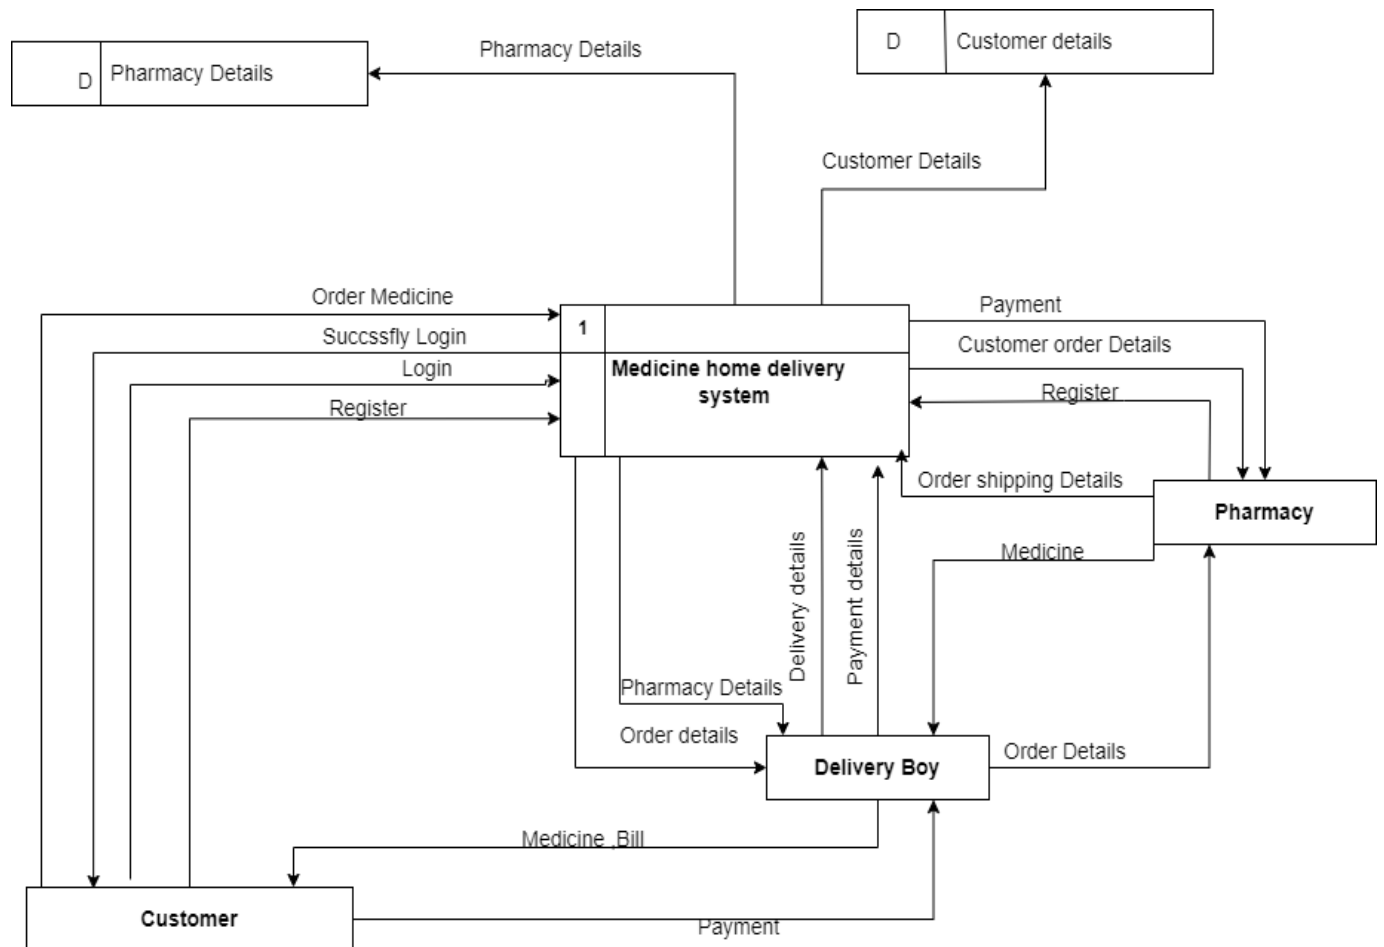 Pharmacy Details
D
Customer details
D
Pharmacy Details
Customer Details
Order Medicine
Payment
1
Succssfly Login
Customer order Details
Login
Medicine home delivery
system
Register
Register
Order shipping Details
Pharmacy
Medicine
Delivery details
Payment details
Pharmacy Details
Order details
Order Details
Delivery Boy
Medicine ,Bill
Customer
Payment